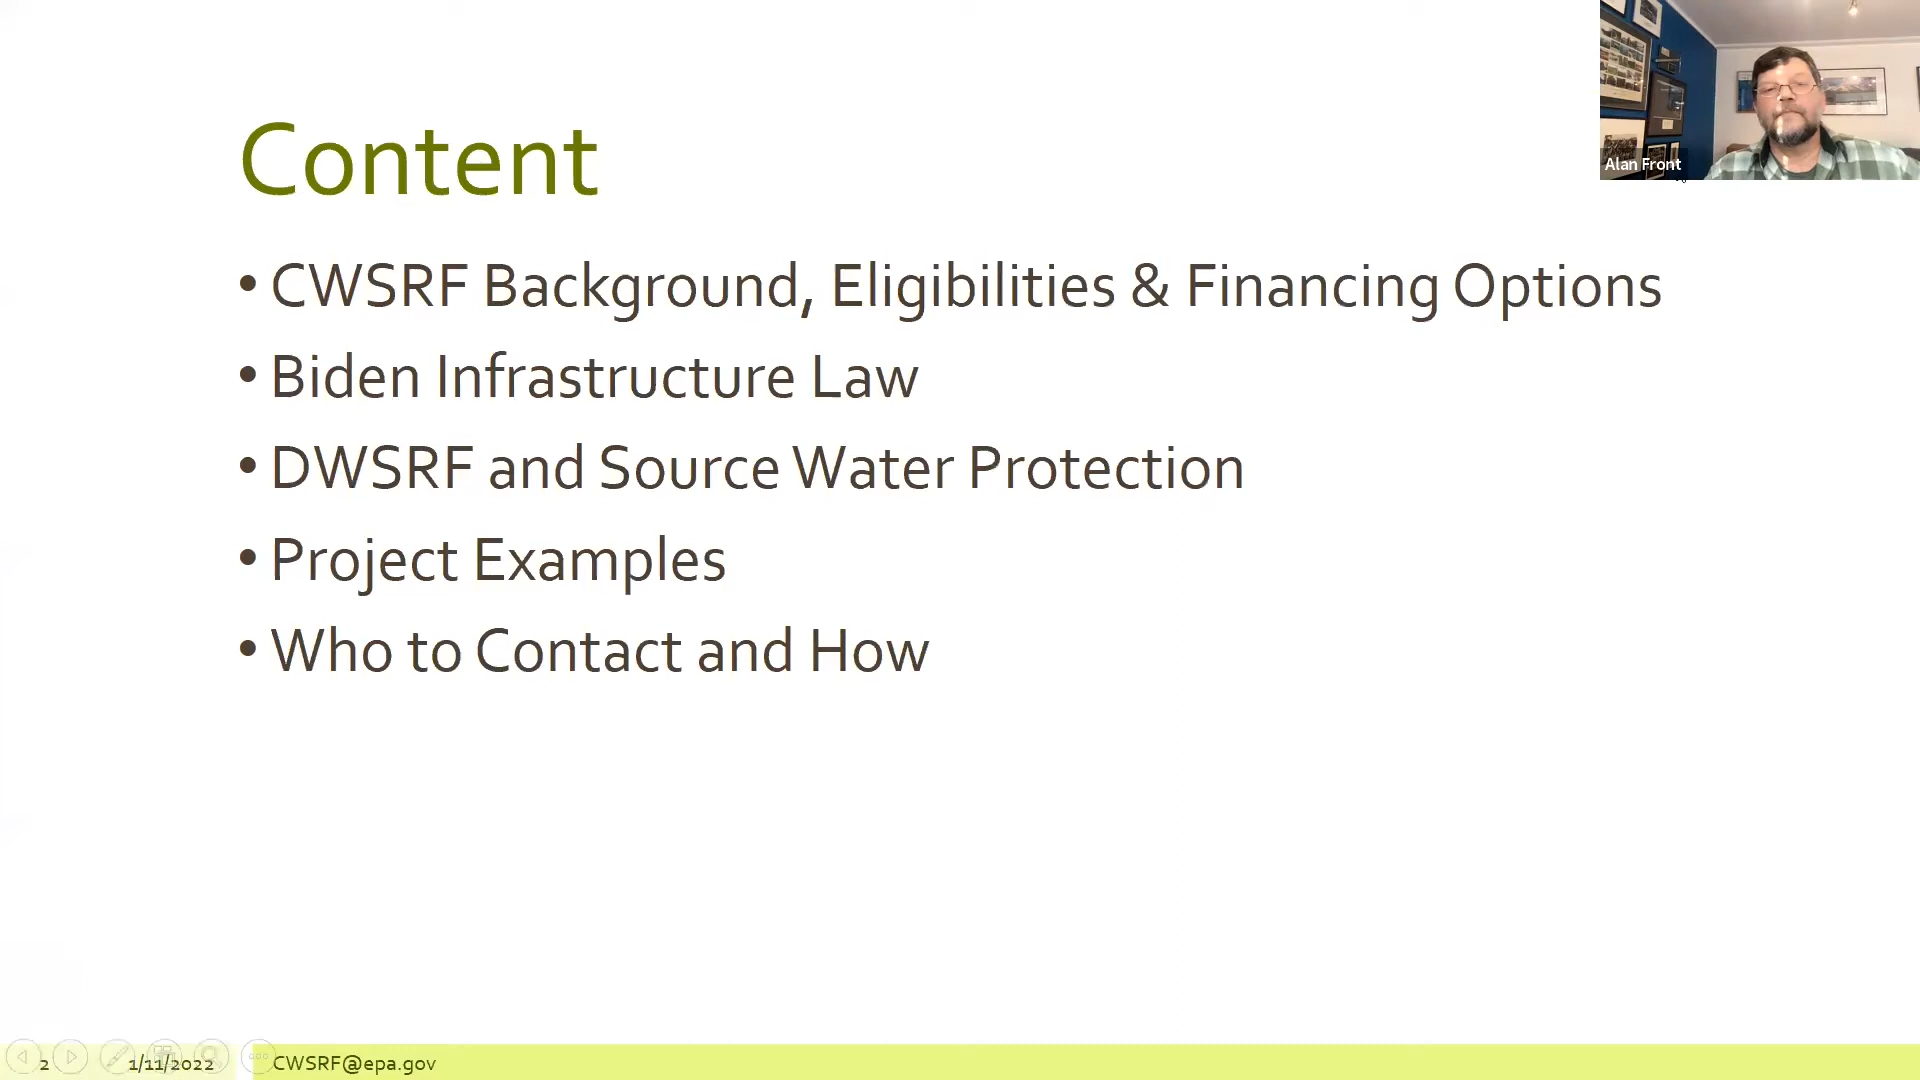 Content
• CWSRF Background, Eligibilities & Financing Options
• Biden Infrastructure Law
• DWSRF and Source Water Protection
• Project Examples
• Who to Contact and How
Alan Front
2 1/11/2022 CWSRF@epa.gov